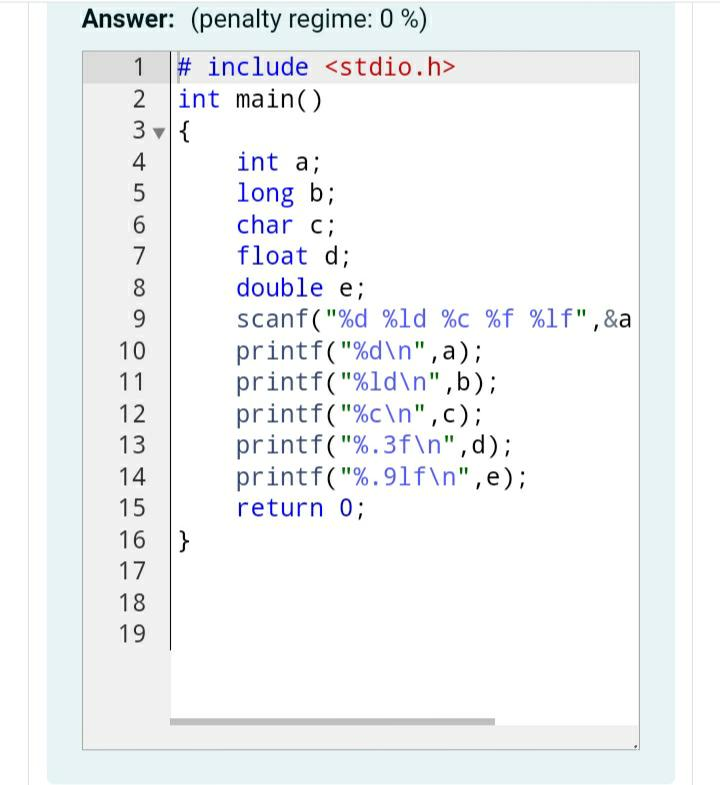 Answer: (penalty regime: 0 %)
1 # include <stdio.h>
2 int main()
3 {
4 int a;
5 long b;
6 char c;
7 float d;
8 double e;
9 scanf("%d %ld %c %f %lf",&a
10 printf("%d\n",a);
11 printf("%ld\n",b);
12 printf("%c\n",c);
13 printf("%.3f\n",d);
14 printf("%.9lf\n",e);
15 return 0;
16 }
17
18
19